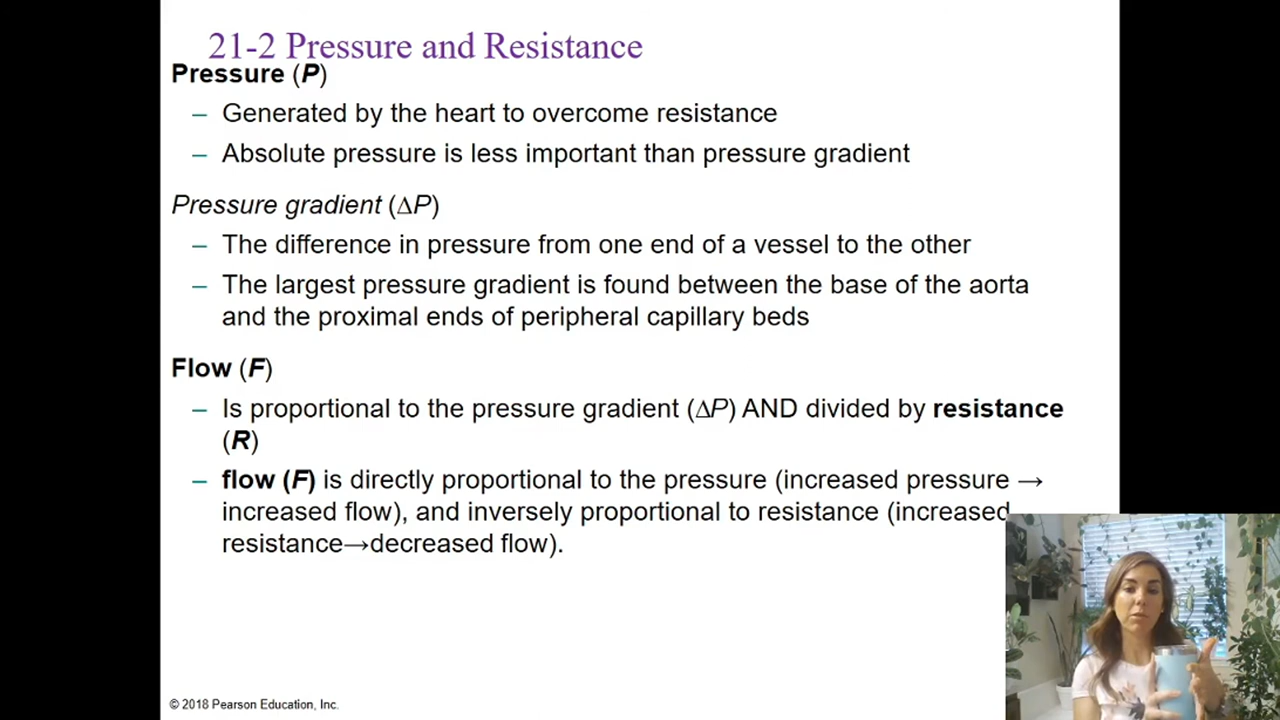 21-2 Pressure and Resistance
Pressure (P)
– Generated by the heart to overcome resistance
– Absolute pressure is less important than pressure gradient
Pressure gradient (∆P)
– The difference in pressure from one end of a vessel to the other
– The largest pressure gradient is found between the base of the aorta
and the proximal ends of peripheral capillary beds
Flow (F)
– Is proportional to the pressure gradient (∆P) AND divided by resistance
(R)
– flow (F) is directly proportional to the pressure (increased pressure →
increased flow), and inversely proportional to resistance (increased
resistance→decreased flow).
© 2018 Pearson Education, Inc.